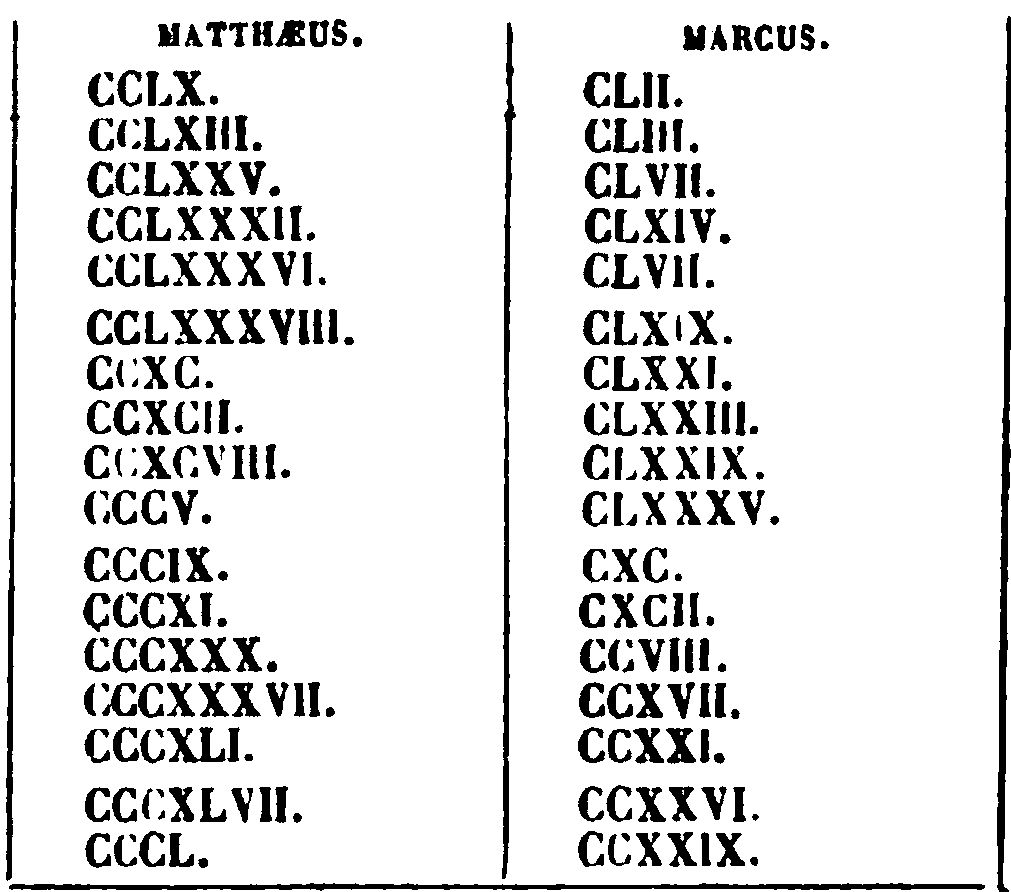 MATTHÆUS. MARCUS.
CCLX. CLII.
CCLXIII. CLIII.
CCLXXV. CLVII.
CCLXXXII. CLXIV.
CCLXXXVI. CLVII.
CCLXXXVIII. CLXIX.
CCXC. CLXXI.
CCXCII. CLXXIII.
CCXCVIII. CLXXIX.
CCCV. CLXXXV.
CCCIX. CXC.
CCCXI. CXCII.
CCCXXX. CCVIII.
CCCXXXVII. CCXVII.
CCCXLI. CCXXI.
CCCXLVII. CCXXVI.
CCCL. CCXXIX.